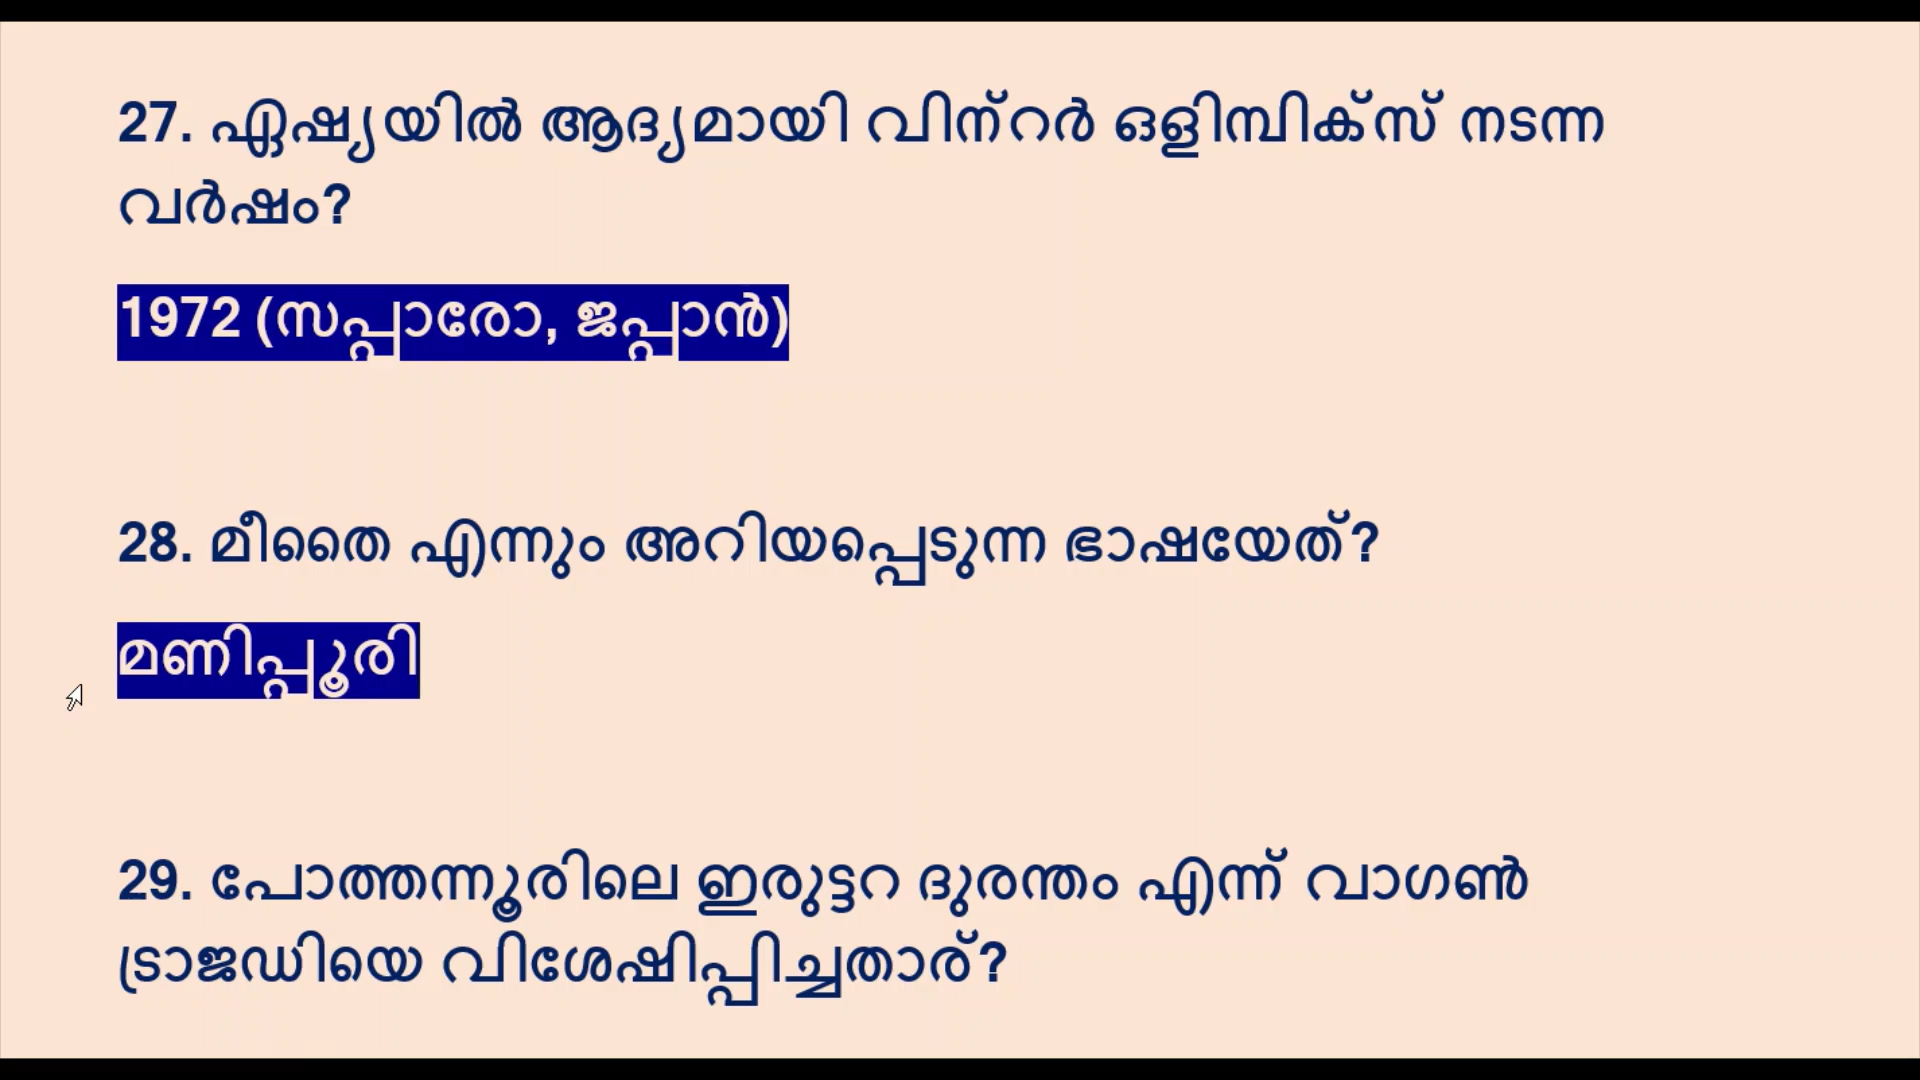 27. ഏഷ്യയിൽ ആദ്യമായി വിന്റർ ഒളിമ്പിക്സ് നടന്ന
വർഷം?
1972 (സപ്പാരോ, ജപ്പാൻ)
28. മീതൈ എന്നും അറിയപ്പെടുന്ന ഭാഷയേത്?
മണിപ്പൂരി
29. പോത്തന്നൂരിലെ ഇരുട്ടറ ദുരന്തം എന്ന് വാഗൺ
ട്രാജഡിയെ വിശേഷിപ്പിച്ചതാര്?